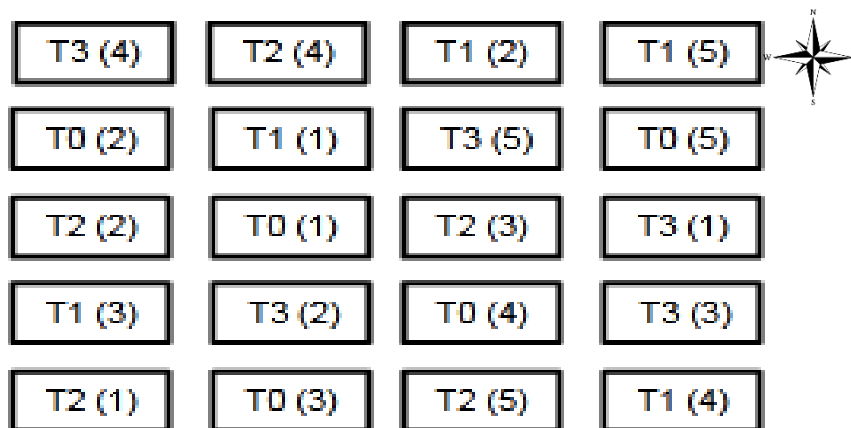 T3 (4) T2 (4) T1 (2) T1 (5)
N
W
S
T0 (2) T1 (1) T3 (5) T0 (5)
T2 (2) T0 (1) T2 (3) T3 (1)
T1 (3) T3 (2) T0 (4) T3 (3)
T2 (1) T0 (3) T2 (5) T1 (4)